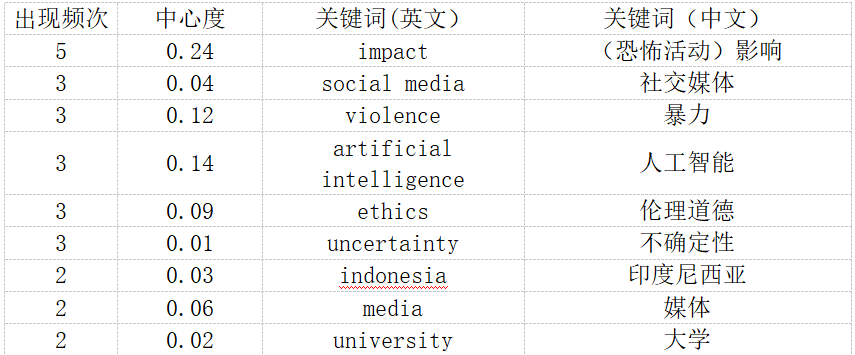 出现频次 中心度 关键词(英文） 关键词（中文）
5 0.24 impact （恐怖活动）影响
3 0.04 social media 社交媒体
3 0.12 violence 暴力
3 0.14 artificial intelligence 人工智能
3 0.09 ethics 伦理道德
3 0.01 uncertainty 不确定性
2 0.03 indonesia 印度尼西亚
2 0.06 media 媒体
2 0.02 university 大学